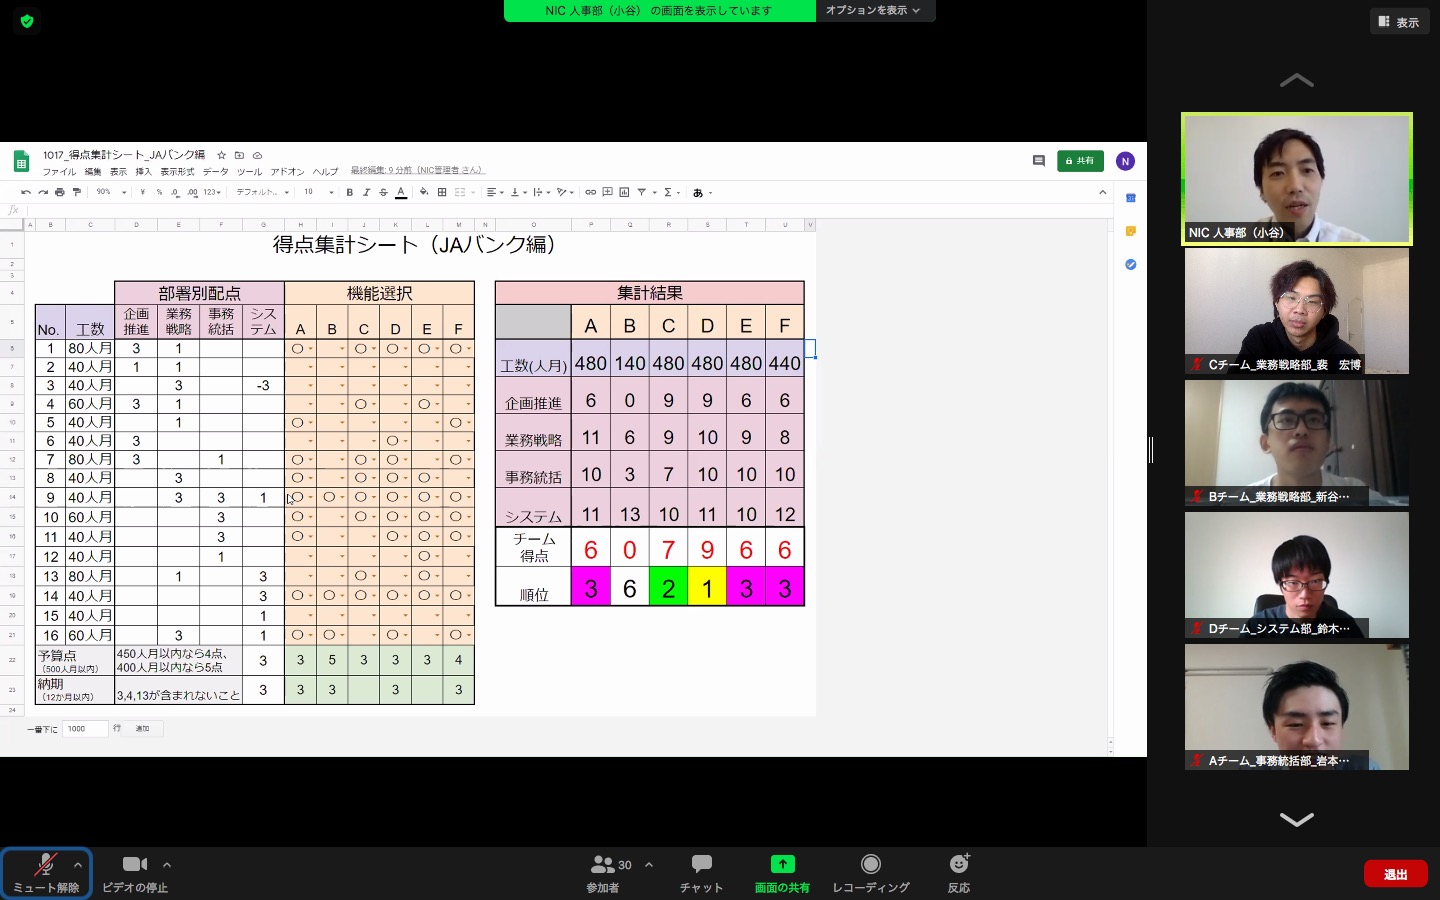 NIC 人事部（小谷） の画面を表示しています
オプションを表示
表示
1017_得点集計シート_JAバンク編
ファイル 編集 表示 挿入 表示形式 データ ツール アドオン ヘルプ
最終編集: 9 分前（NIC管理者 さん）
共有
N
90% ¥ % .0 .00 123 デフォルト... 10 B I S A あ
fx
A B C D E F G H I J K L M N O P Q R S T U V
得点集計シート（JAバンク編）
部署別配点 機能選択
No. 工数 企画推進 業務戦略 事務統括 システム A B C D E F
1 80人月 3 1 〇 〇 〇 〇 〇
2 40人月 1 1
3 40人月 3 -3
4 60人月 3 1 〇 〇
5 40人月 1 〇 〇
6 40人月 3 〇
7 80人月 3 1 〇 〇 〇 〇
8 40人月 3 〇 〇 〇 〇
9 40人月 3 3 1 〇 〇 〇 〇 〇 〇
10 60人月 3 〇 〇 〇 〇 〇
11 40人月 3 〇 〇 〇 〇 〇
12 40人月 1 〇
13 80人月 1 3 〇 〇
14 40人月 3 〇 〇 〇 〇 〇 〇
15 40人月 1
16 60人月 3 1 〇 〇 〇 〇
予算点（500人月以内） 450人月以内なら4点、400人月以内なら5点 3 3 5 3 3 3 4
納期（12か月以内） 3,4,13が含まれないこと 3 3 3 3 3
集計結果
A B C D E F
工数(人月) 480 140 480 480 480 440
企画推進 6 0 9 9 6 6
業務戦略 11 6 9 10 9 8
事務統括 10 3 7 10 10 10
システム 11 13 10 11 10 12
チーム得点 6 0 7 9 6 6
順位 3 6 2 1 3 3
一番下に 1000 行 追加
NIC 人事部（小谷）
Cチーム_業務戦略部_裴　宏博
Bチーム_業務戦略部_新谷…
Dチーム_システム部_鈴木…
Aチーム_事務統括部_岩本…
ミュート解除
ビデオの停止
30
参加者
チャット
画面の共有
レコーディング
反応
退出